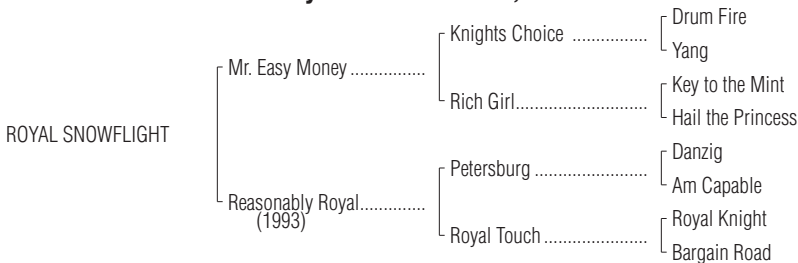 Drum Fire
Knights Choice ................
Yang
Mr. Easy Money ................
Key to the Mint
Rich Girl............................
Hail the Princess
ROYAL SNOWFLIGHT
Danzig
Petersburg ........................
Am Capable
Reasonably Royal..............
(1993)
Royal Knight
Royal Touch ......................
Bargain Road